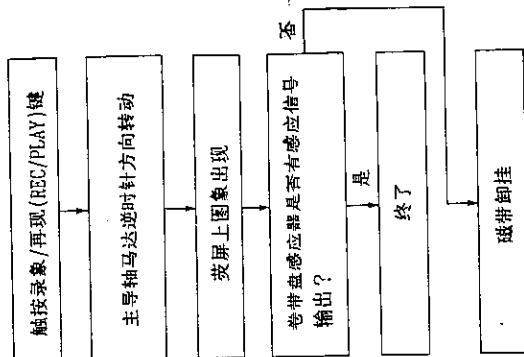 触按录象/再现(REC/PLAY)键
主导轴马达逆时针方向转动
荧屏上图象出现
卷带盘感应器是否有感应信号
输出?
否
是
终了
磁带卸挂